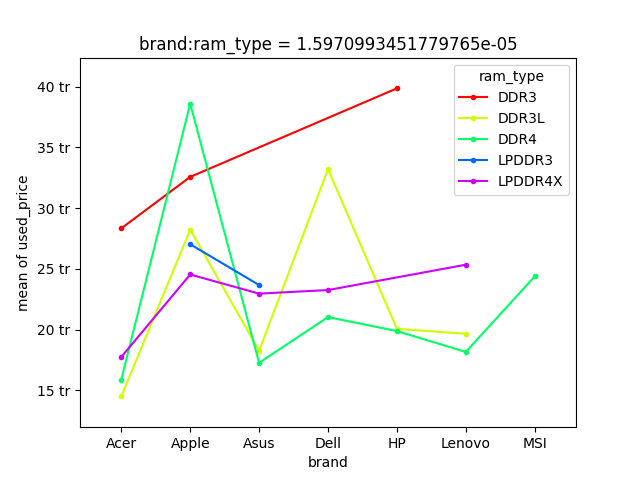 brand:ram_type = 1.5970993451779765e-05
ram_type
DDR3
DDR3L
DDR4
LPDDR3
LPDDR4X
mean of used_price
40 tr
35 tr
30 tr
25 tr
20 tr
15 tr
Acer Apple Asus Dell HP Lenovo MSI
brand